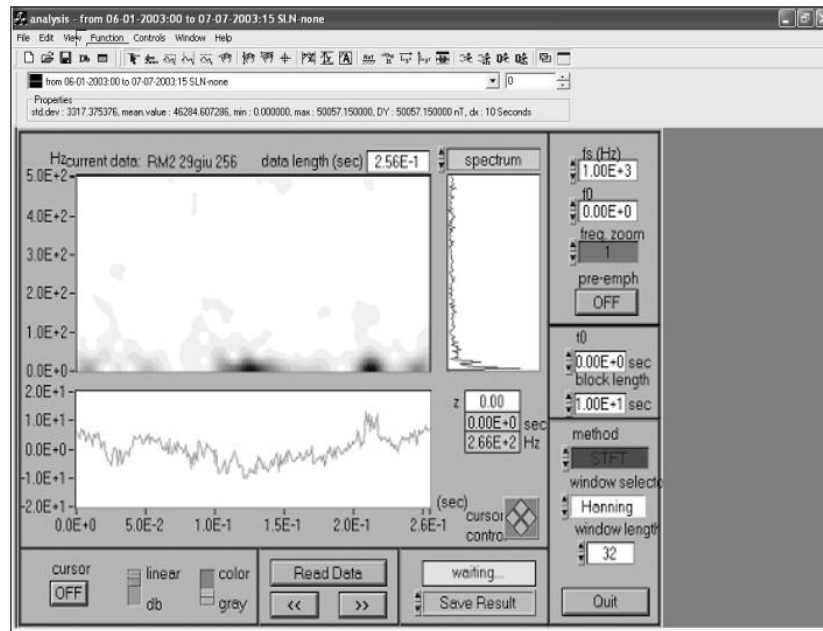 analysis - from 06-01-2003:00 to 07-07-2003:15 SLN-none
File Edit View Function Controls Window Help
from 06-01-2003:00 to 07-07-2003:15 SLN-none 0
Properties
std.dev : 3317.375376, mean.value : 46284.607286, min : 0.000000, max : 50057.150000, DY : 50057.150000 nT, dx : 10 Seconds
Hz current data: RM2 29giu 256 data length (sec) 2.56E-1 spectrum
5.0E+2
4.0E+2
3.0E+2
2.0E+2
1.0E+2
0.0E+0
2.0E+1
1.0E+1
0.0E+0
-1.0E+1
-2.0E+1
0.0E+0 5.0E-2 1.0E-1 1.5E-1 2.0E-1 2.6E-1
(sec)
z 0.00
0.00E+0 sec
2.66E+2 Hz
cursor
control
fs (Hz)
1.00E+3
f0
0.00E+0
freq. zoom
1
pre-emph
OFF
t0
0.00E+0 sec
block length
1.00E+1 sec
method
STFT
window selecto
Hanning
window length
32
Quit
cursor
OFF
linear
db
color
gray
Read Data
<< >>
waiting...
Save Result